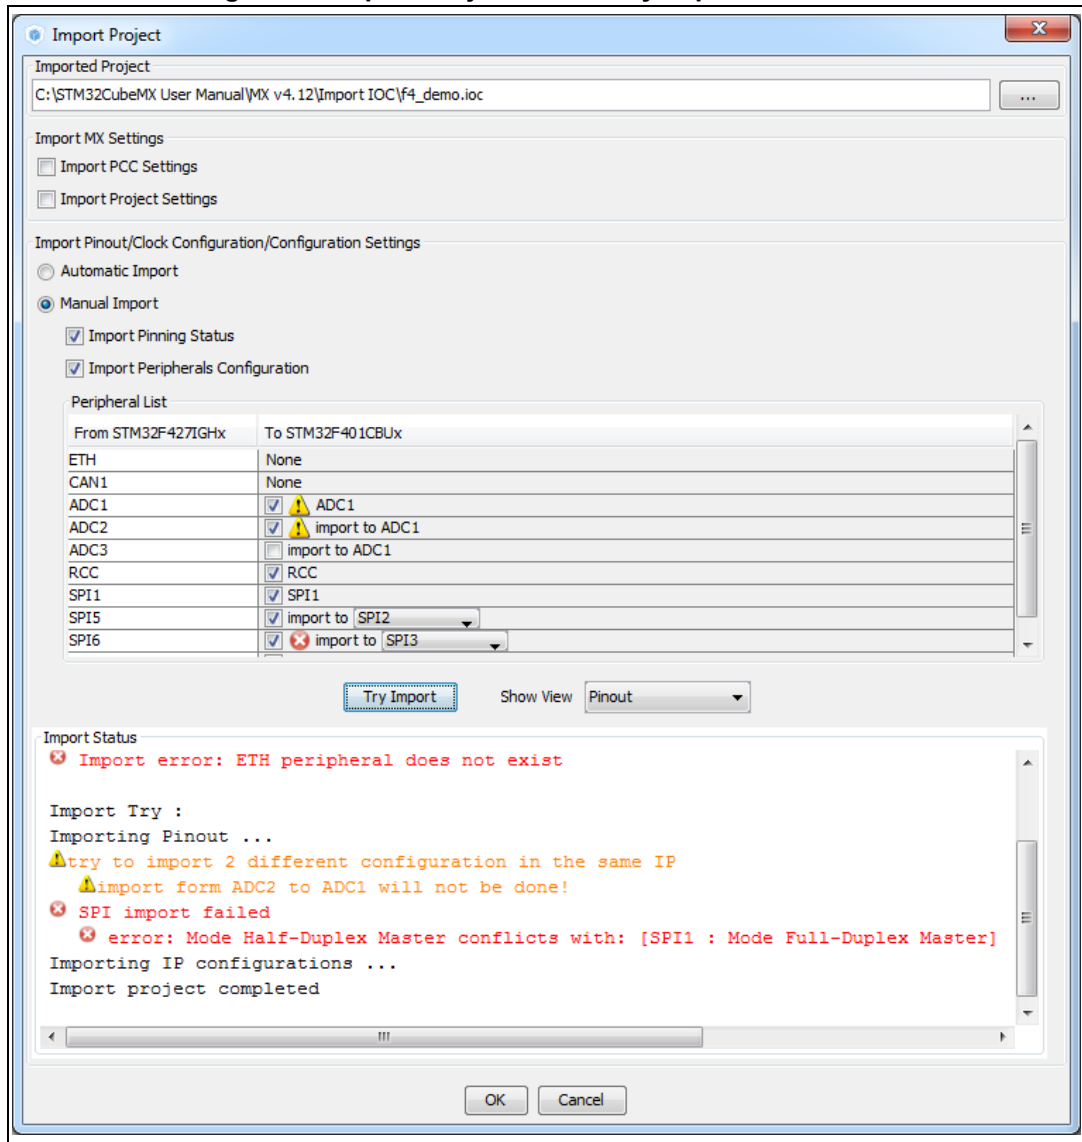 Import Project
Imported Project
C:\STM32CubeMX User Manual\MX v4.12\Import IOC\f4_demo.ioc
...
Import MX Settings
Import PCC Settings
Import Project Settings
Import Pinout/Clock Configuration/Configuration Settings
Automatic Import
Manual Import
Import Pinning Status
Import Peripherals Configuration
Peripheral List
From STM32F427IGHx To STM32F401CBUx
ETH None
CAN1 None
ADC1 ADC1
ADC2 import to ADC1
ADC3 import to ADC1
RCC RCC
SPI1 SPI1
SPI5 import to SPI2
SPI6 import to SPI3
Try Import Show View Pinout
Import Status
Import error: ETH peripheral does not exist
Import Try :
Importing Pinout ...
try to import 2 different configuration in the same IP
import form ADC2 to ADC1 will not be done!
SPI import failed
error: Mode Half-Duplex Master conflicts with: [SPI1 : Mode Full-Duplex Master]
Importing IP configurations ...
Import project completed
OK Cancel